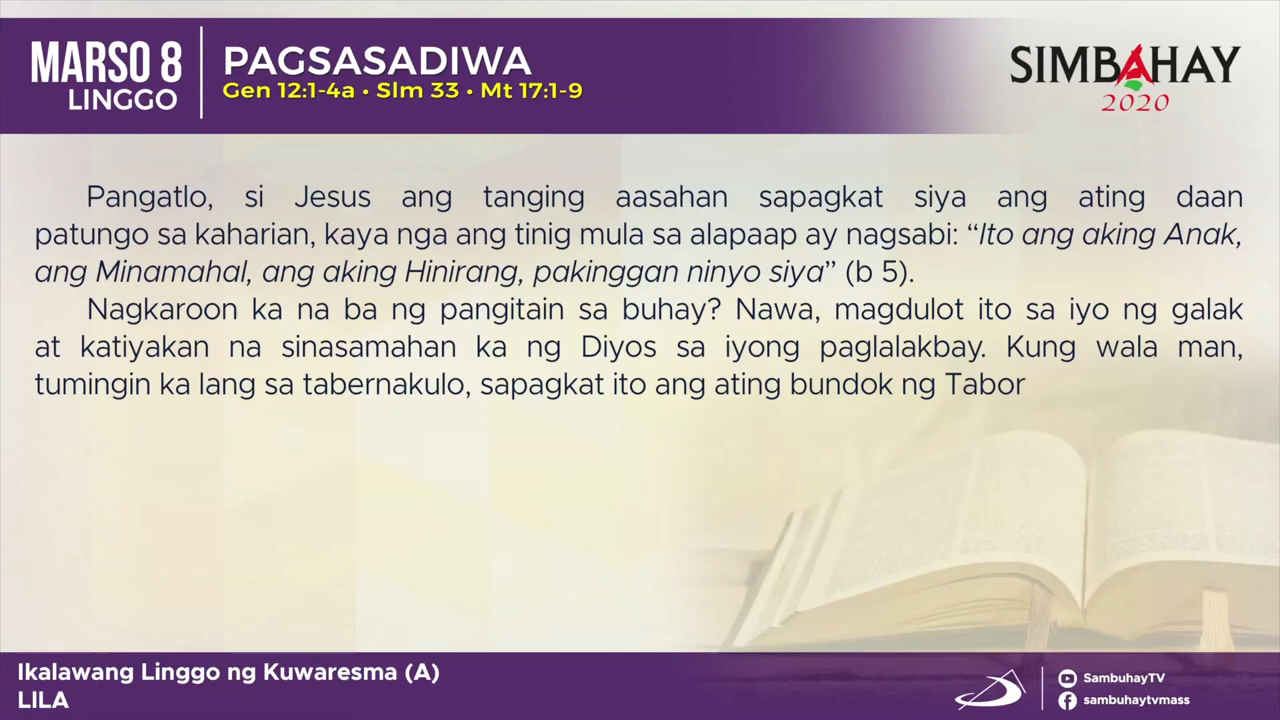 MARSO 8
LINGGO
PAGSASADIWA
Gen 12:1-4a • Slm 33 • Mt 17:1-9
SIMBAHAY
2020
Pangatlo, si Jesus ang tanging aasahan sapagkat siya ang ating daan
patungo sa kaharian, kaya nga ang tinig mula sa alapaap ay nagsabi: “Ito ang aking Anak,
ang Minamahal, ang aking Hinirang, pakinggan ninyo siya” (b 5).
Nagkaroon ka na ba ng pangitain sa buhay? Nawa, magdulot ito sa iyo ng galak
at katiyakan na sinasamahan ka ng Diyos sa iyong paglalakbay. Kung wala man,
tumingin ka lang sa tabernakulo, sapagkat ito ang ating bundok ng Tabor
Ikalawang Linggo ng Kuwaresma (A)
LILA
SambuhayTV
sambuhaytvmass